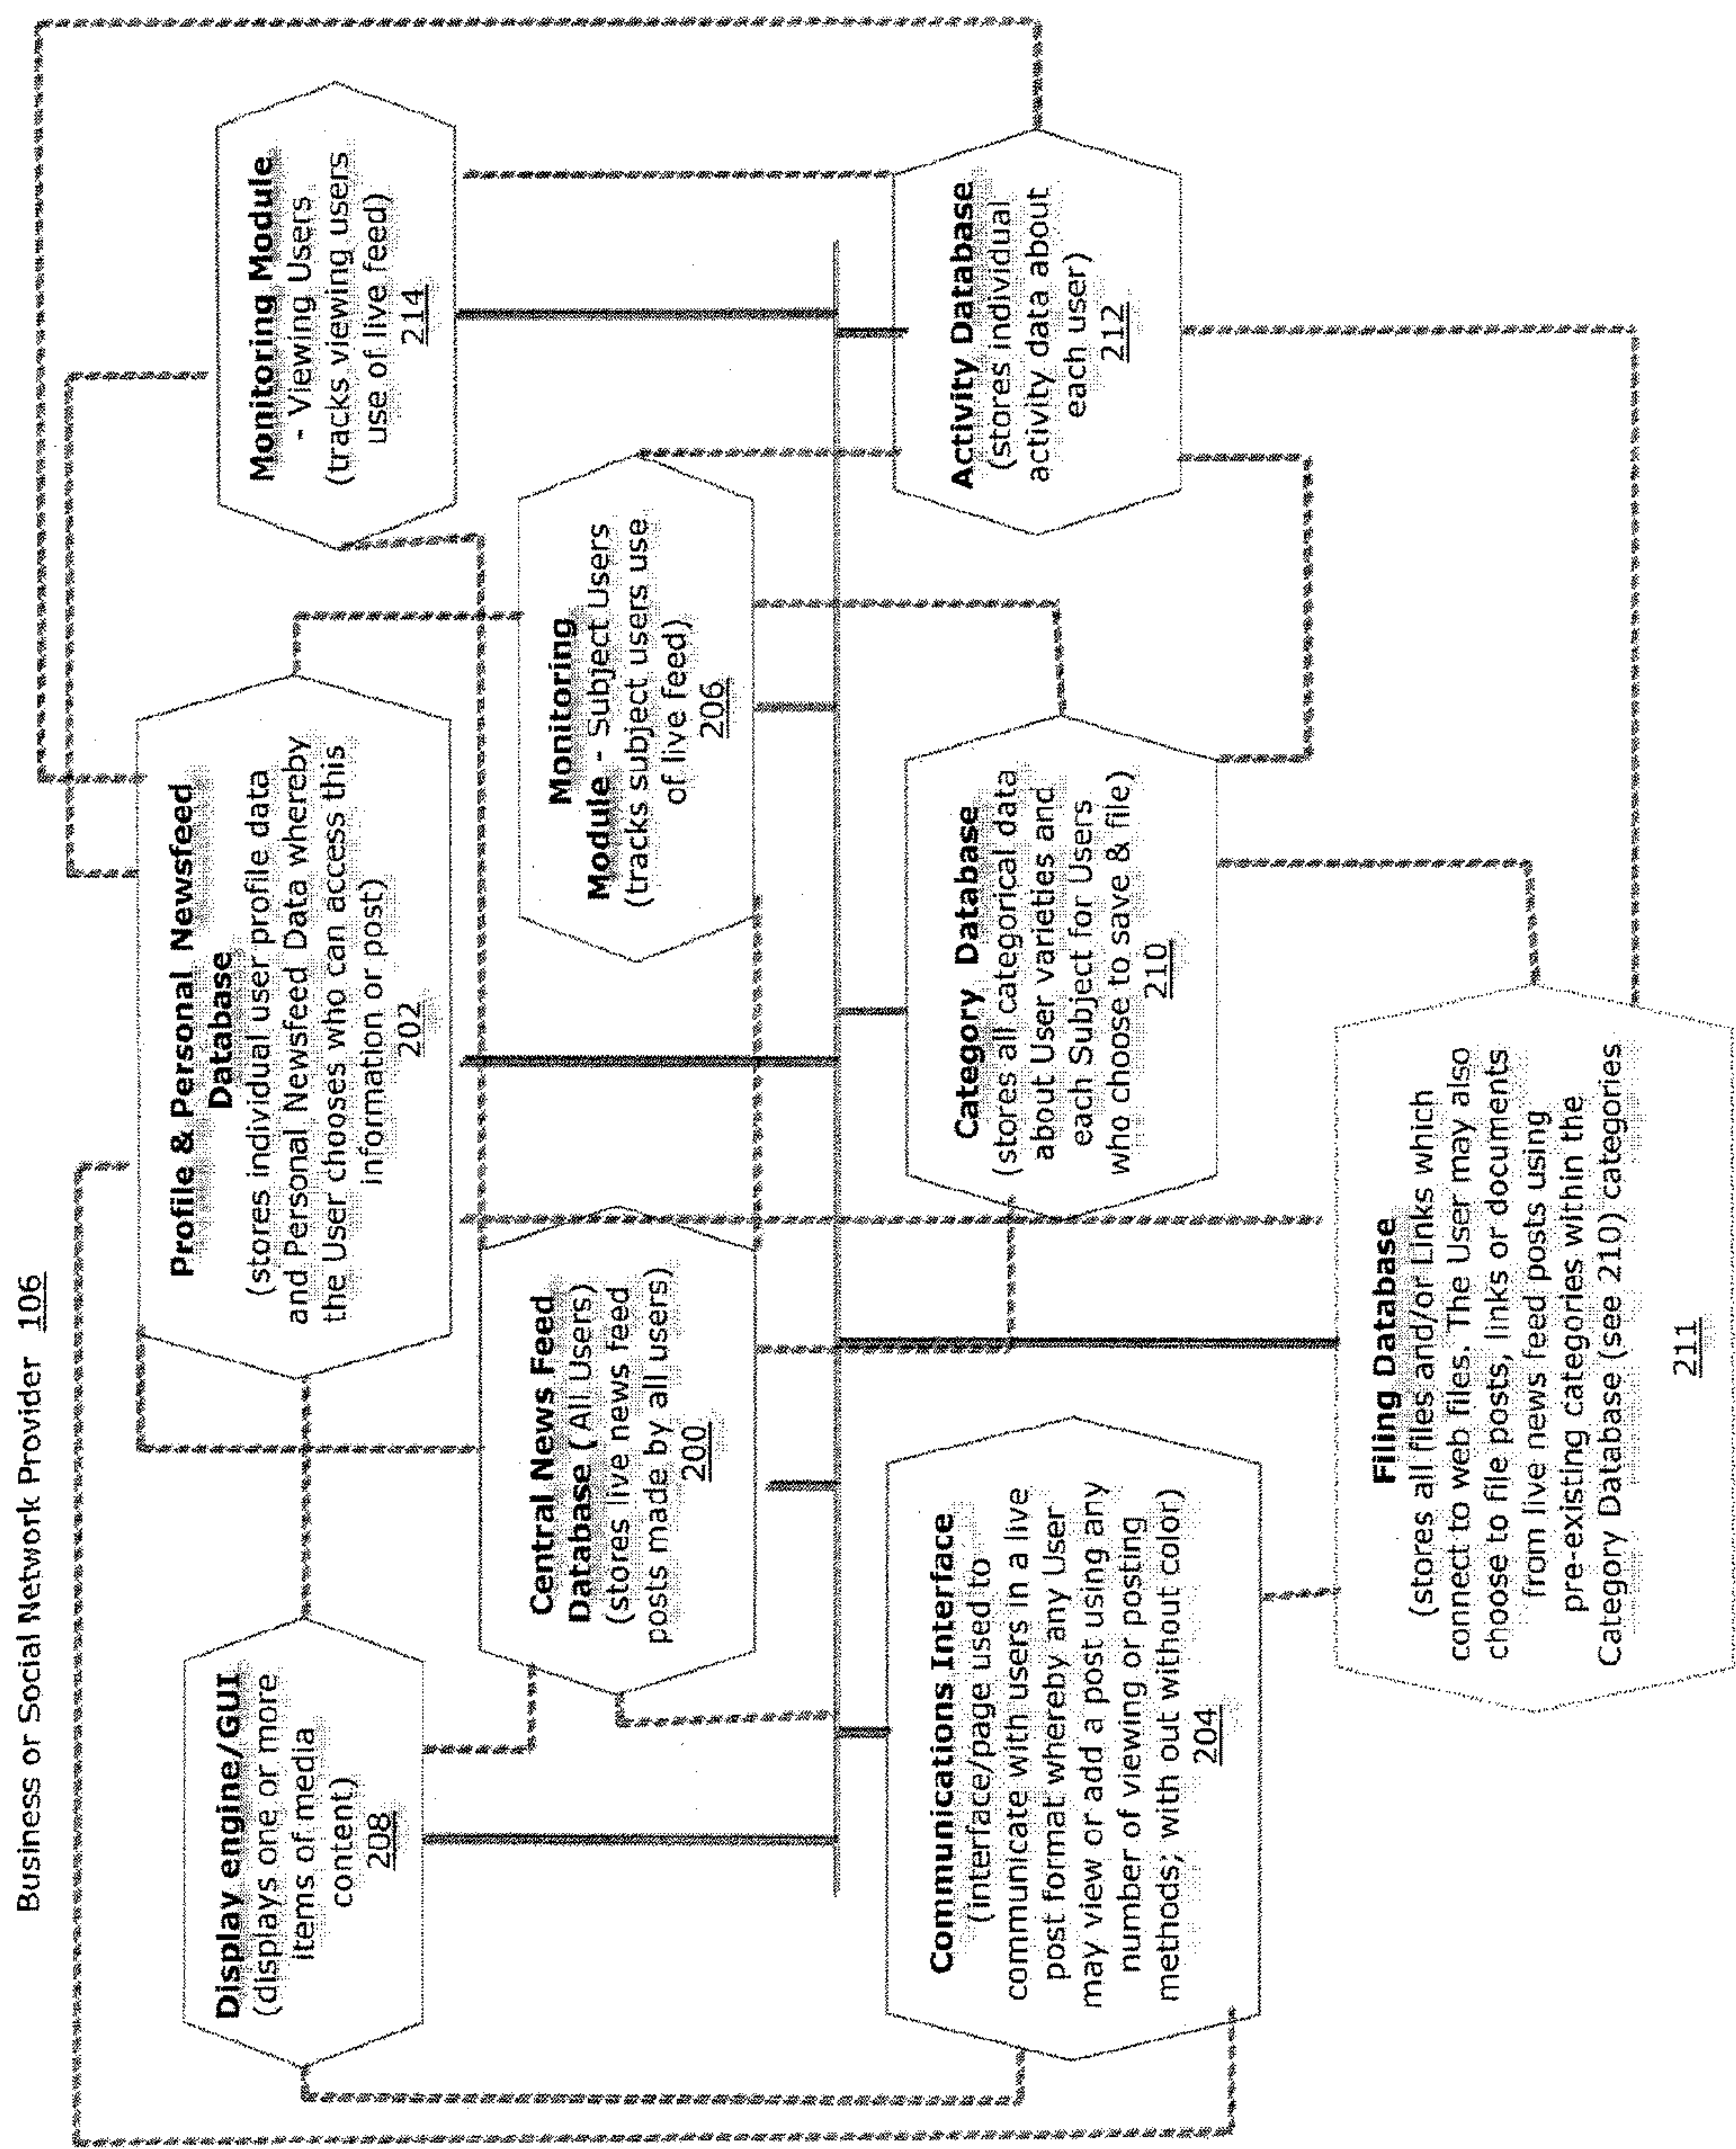 Business or Social Network Provider 106
Display engine/GUI
(displays one or more
items of media
content)
208
Profile & Personal Newsfeed
Database
(stores individual user profile data
and Personal Newsfeed Data whereby
the User chooses who can access this
information or post)
202
Monitoring Module
- Viewing Users
(tracks viewing users
use of live feed)
214
Central News Feed
Database (All Users)
(stores live news feed
posts made by all users)
200
Monitoring
Module - Subject Users
(tracks subject users use
of live feed)
206
Communications Interface
(interface/page used to
communicate with users in a live
post format whereby any User
may view or add a post using any
number of viewing or posting
methods; with out without color)
204
Category Database
(stores all categorical data
about User varieties and
each Subject for Users
who choose to save & file)
210
Activity Database
(stores individual
activity data about
each user)
212
Filing Database
(stores all files and/or Links which
connect to web files. The User may also
choose to file posts, links or documents
from live news feed posts using
pre-existing categories within the
Category Database (see 210) categories
211